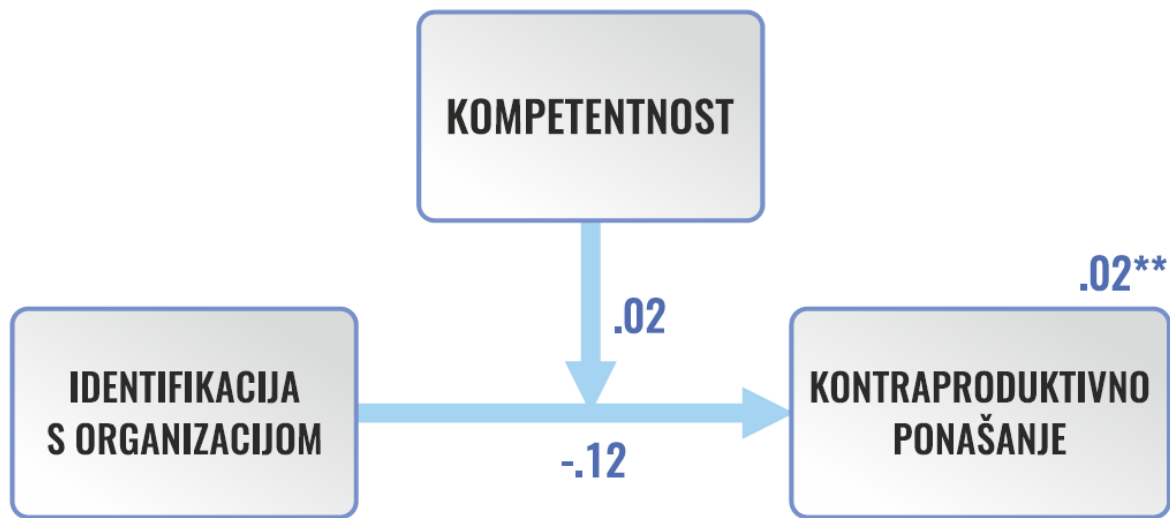 KOMPETENTNOST
.02**
.02
IDENTIFIKACIJA
S ORGANIZACIJOM
KONTRAPRODUKTIVNO
PONAŠANJE
-.12